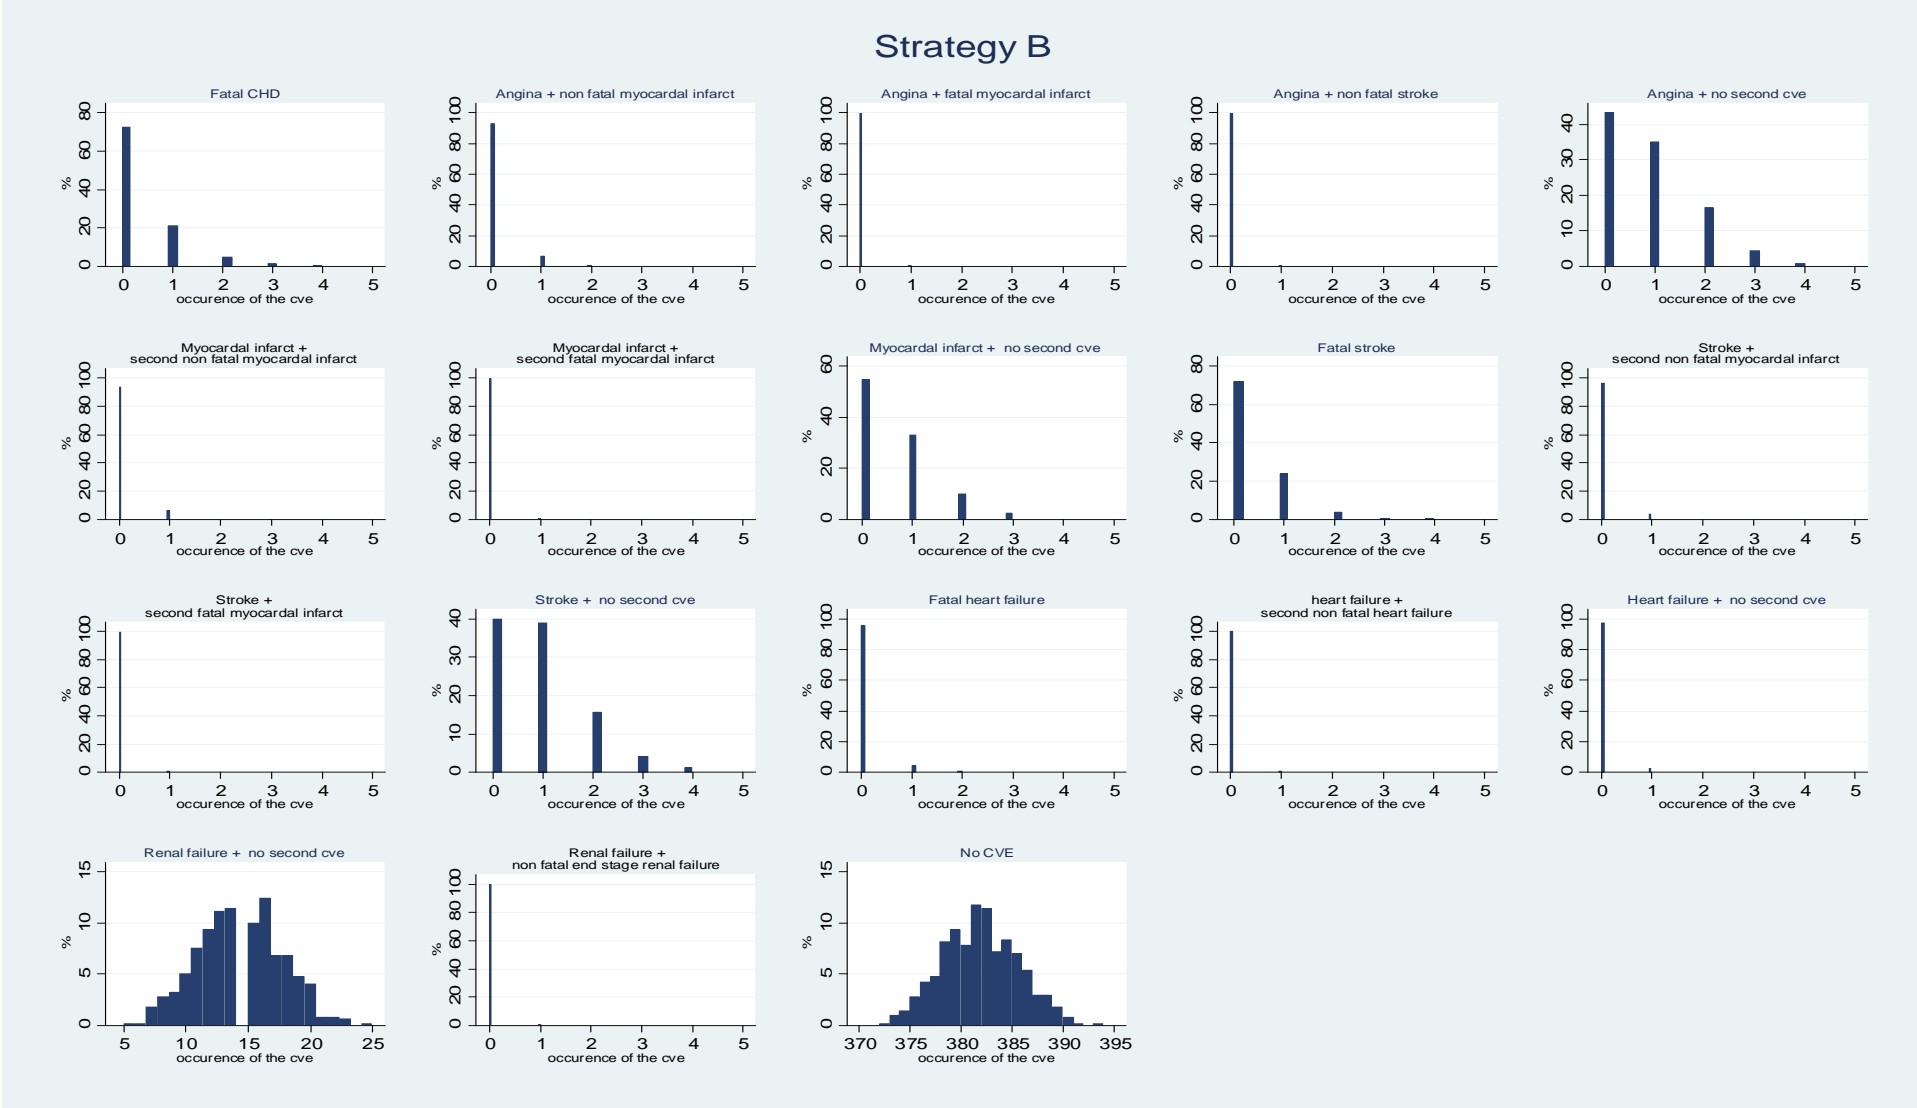 Strategy B
Fatal CHD
%
0 20 40 60 80
0 1 2 3 4 5
occurence of the cve
Angina + non fatal myocardal infarct
%
0 20 40 60 80 100
0 1 2 3 4 5
occurence of the cve
Angina + fatal myocardal infarct
%
0 20 40 60 80 100
0 1 2 3 4 5
occurence of the cve
Angina + non fatal stroke
%
0 20 40 60 80 100
0 1 2 3 4 5
occurence of the cve
Angina + no second cve
%
0 10 20 30 40
0 1 2 3 4 5
occurence of the cve
Myocardal infarct +
second non fatal myocardal infarct
%
0 20 40 60 80 100
0 1 2 3 4 5
occurence of the cve
Myocardal infarct +
second fatal myocardal infarct
%
0 20 40 60 80 100
0 1 2 3 4 5
occurence of the cve
Myocardal infarct + no second cve
%
0 20 40 60
0 1 2 3 4 5
occurence of the cve
Fatal stroke
%
0 20 40 60 80
0 1 2 3 4 5
occurence of the cve
Stroke +
second non fatal myocardal infarct
%
0 20 40 60 80 100
0 1 2 3 4 5
occurence of the cve
Stroke +
second fatal myocardal infarct
%
0 20 40 60 80 100
0 1 2 3 4 5
occurence of the cve
Stroke + no second cve
%
0 10 20 30 40
0 1 2 3 4 5
occurence of the cve
Fatal heart failure
%
0 20 40 60 80 100
0 1 2 3 4 5
occurence of the cve
heart failure +
second non fatal heart failure
%
0 20 40 60 80 100
0 1 2 3 4 5
occurence of the cve
Heart failure + no second cve
%
0 20 40 60 80 100
0 1 2 3 4 5
occurence of the cve
Renal failure + no second cve
%
0 5 10 15
5 10 15 20 25
occurence of the cve
Renal failure +
non fatal end stage renal failure
%
0 20 40 60 80 100
0 1 2 3 4 5
occurence of the cve
No CVE
%
0 5 10 15
370 375 380 385 390 395
occurence of the cve